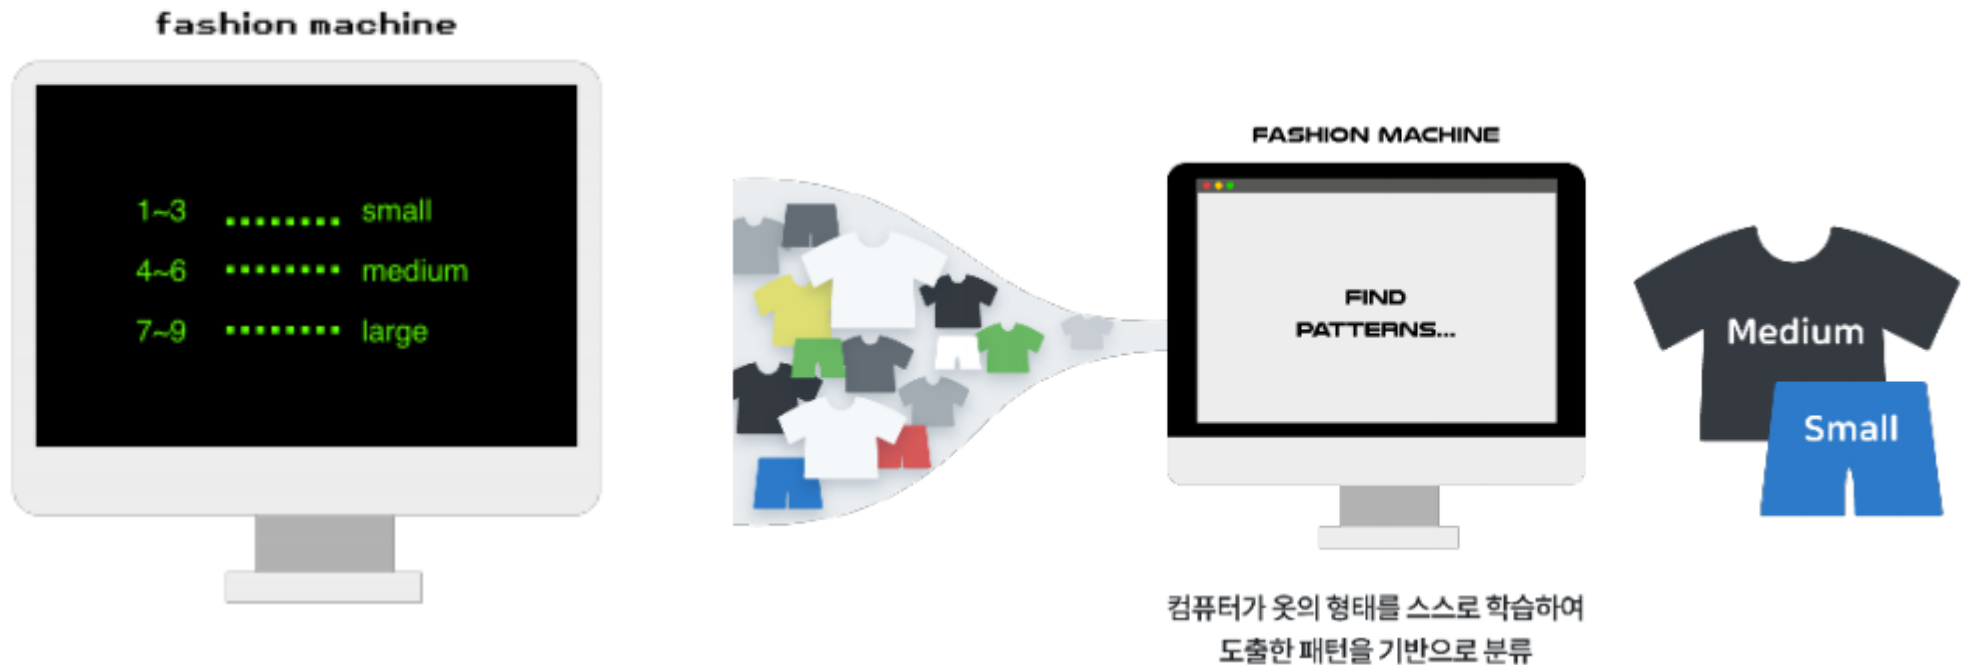 fashion machine
1~3 ........ small
4~6 ........ medium
7~9 ........ large
FASHION MACHINE
FIND
PATTERNS...
Medium
Small
컴퓨터가 옷의 형태를 스스로 학습하여
도출한 패턴을 기반으로 분류